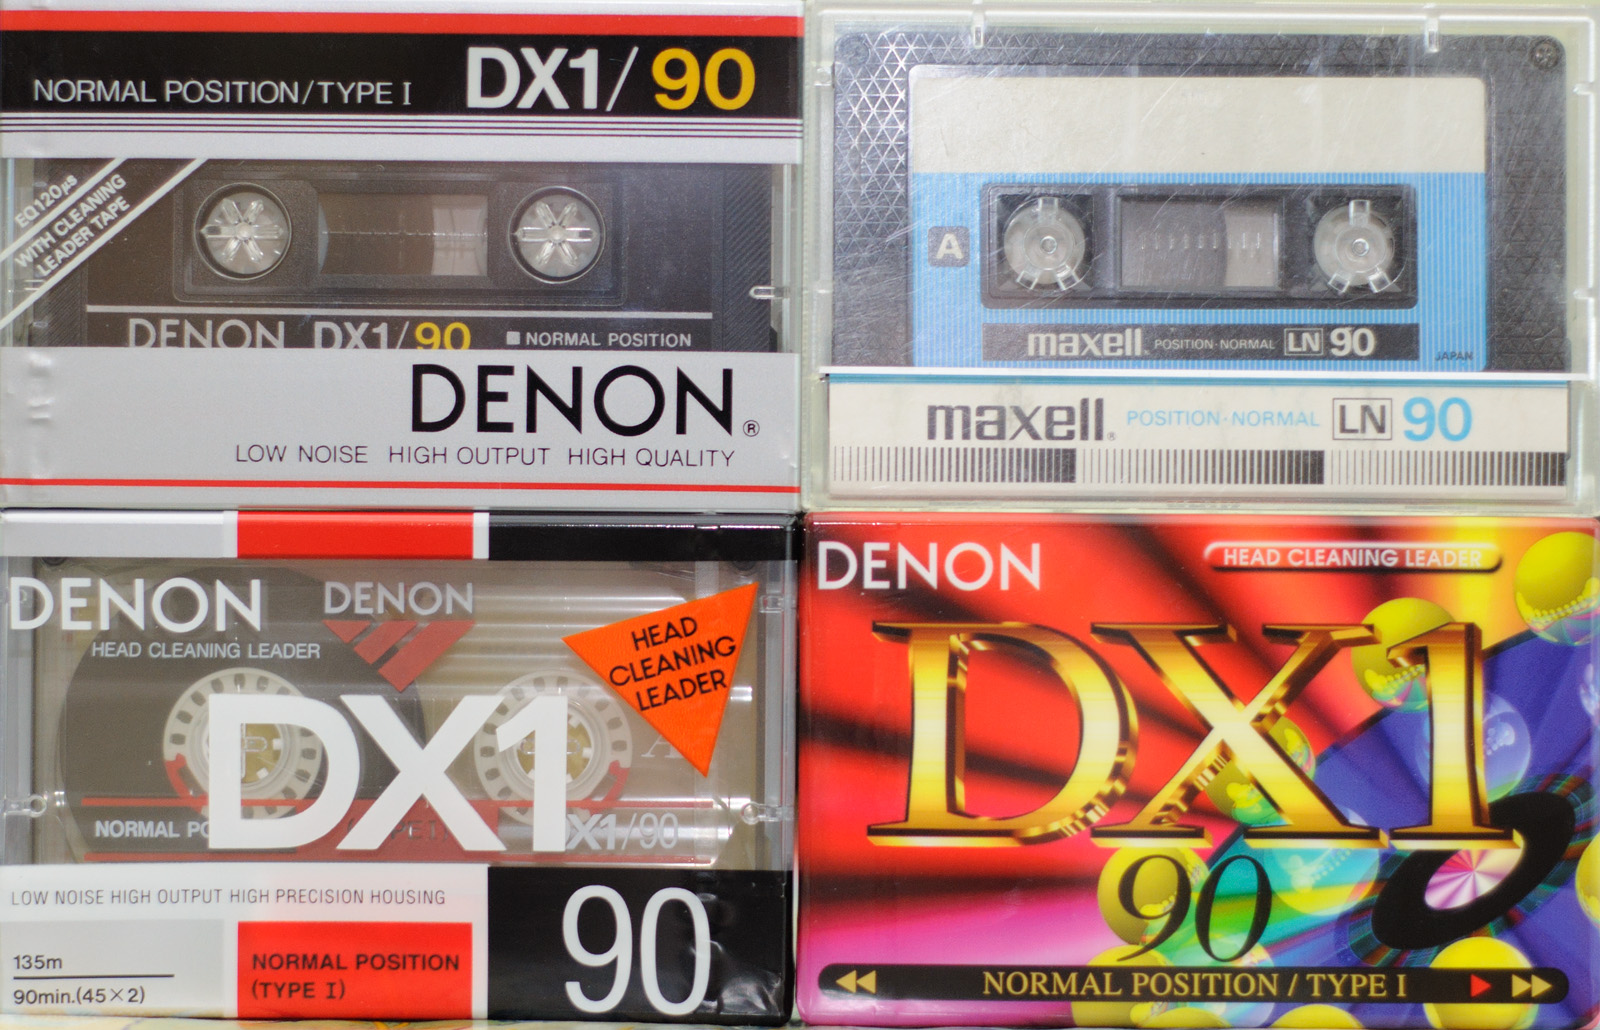 NORMAL POSITION/TYPE I DX1/90
EQ120μs
WITH CLEANING
LEADER TAPE
DENON DX1/90 NORMAL POSITION
DENON®
LOW NOISE HIGH OUTPUT HIGH QUALITY
A
maxell POSITION·NORMAL LN 90
JAPAN
maxell® POSITION·NORMAL LN 90
DENON
HEAD CLEANING LEADER
DENON
HEAD
CLEANING
LEADER
A
DX1
NORMAL DX1/90
LOW NOISE HIGH OUTPUT HIGH PRECISION HOUSING
135m
90min.(45×2)
NORMAL POSITION
(TYPE I)
90
DENON HEAD CLEANING LEADER
DX1
90
NORMAL POSITION / TYPE I